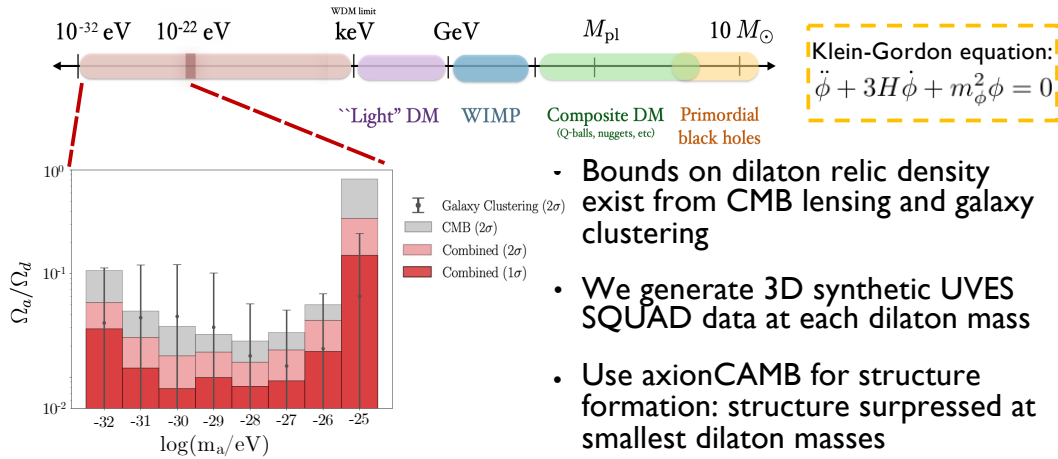 10⁻³² eV
10⁻²² eV
WDM limit
keV
GeV
M_pl
10 M_⊙
``Light” DM
WIMP
Composite DM
(Q-balls, nuggets, etc)
Primordial
black holes
Klein-Gordon equation:
φ̈ + 3Hφ̇ + m²_φ φ = 0
10⁰
10⁻¹
10⁻²
Ω_a/Ω_d
Galaxy Clustering (2σ)
CMB (2σ)
Combined (2σ)
Combined (1σ)
-32 -31 -30 -29 -28 -27 -26 -25
log(m_a/eV)
• Bounds on dilaton relic density
exist from CMB lensing and galaxy
clustering
• We generate 3D synthetic UVES
SQUAD data at each dilaton mass
• Use axionCAMB for structure
formation: structure surpressed at
smallest dilaton masses